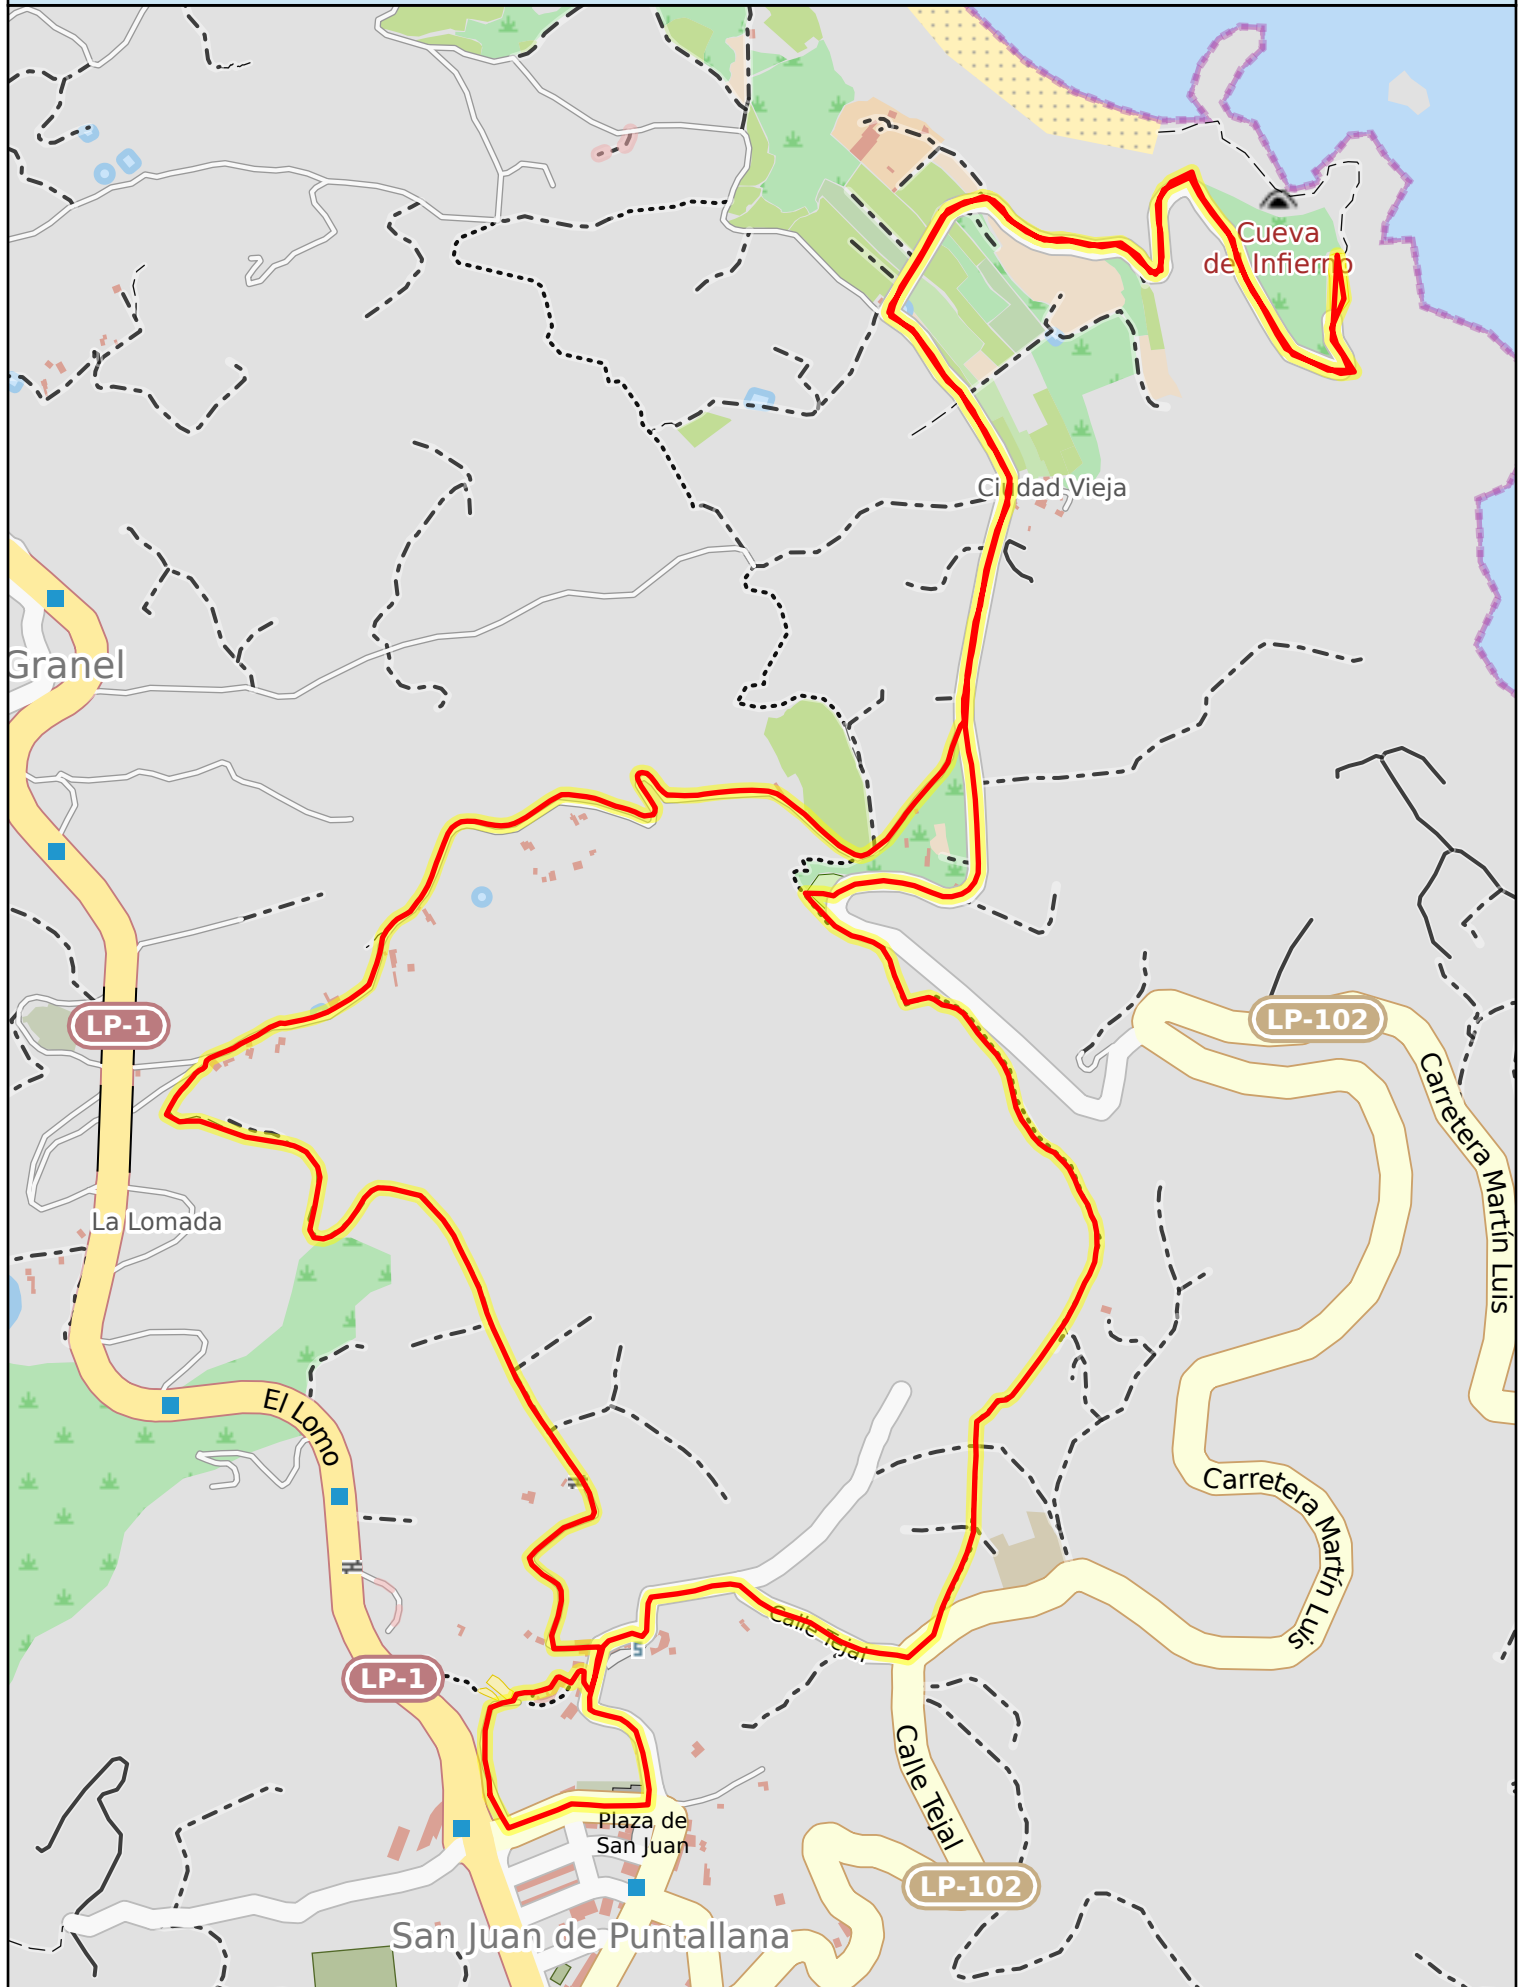 Cueva
del Infierno
Ciudad Vieja
Granel
LP-1
LP-102
Carretera Martín Luis
La Lomada
El Lomo
Carretera Martín Luis
Calle Tejal
LP-1
Calle Tejal
Plaza de
San Juan
LP-102
San Juan de Puntallana